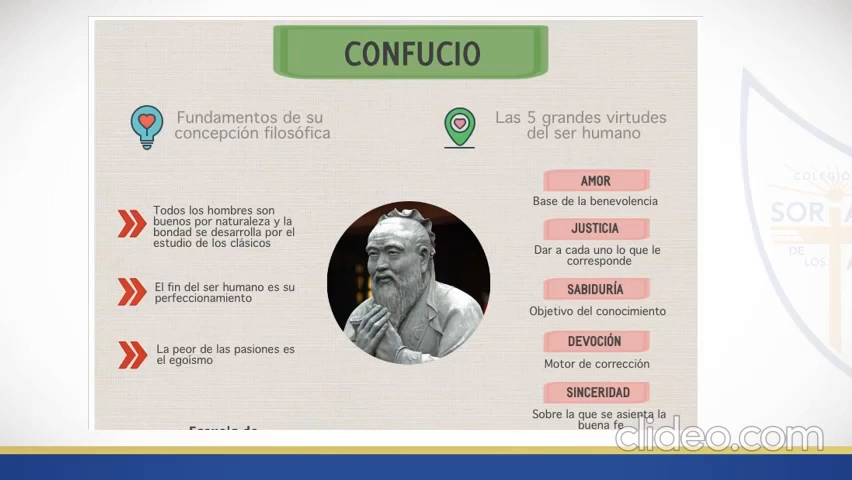 CONFUCIO
Fundamentos de su
concepción filosófica
Las 5 grandes virtudes
del ser humano
Todos los hombres son
buenos por naturaleza y la
bondad se desarrolla por el
estudio de los clásicos
El fin del ser humano es su
perfeccionamiento
La peor de las pasiones es
el egoísmo
AMOR
Base de la benevolencia
JUSTICIA
Dar a cada uno lo que le
corresponde
SABIDURÍA
Objetivo del conocimiento
DEVOCIÓN
Motor de corrección
SINCERIDAD
Sobre la que se asienta la
buena fe
COLEGIO
SOR
DE
LOS
clideo.com